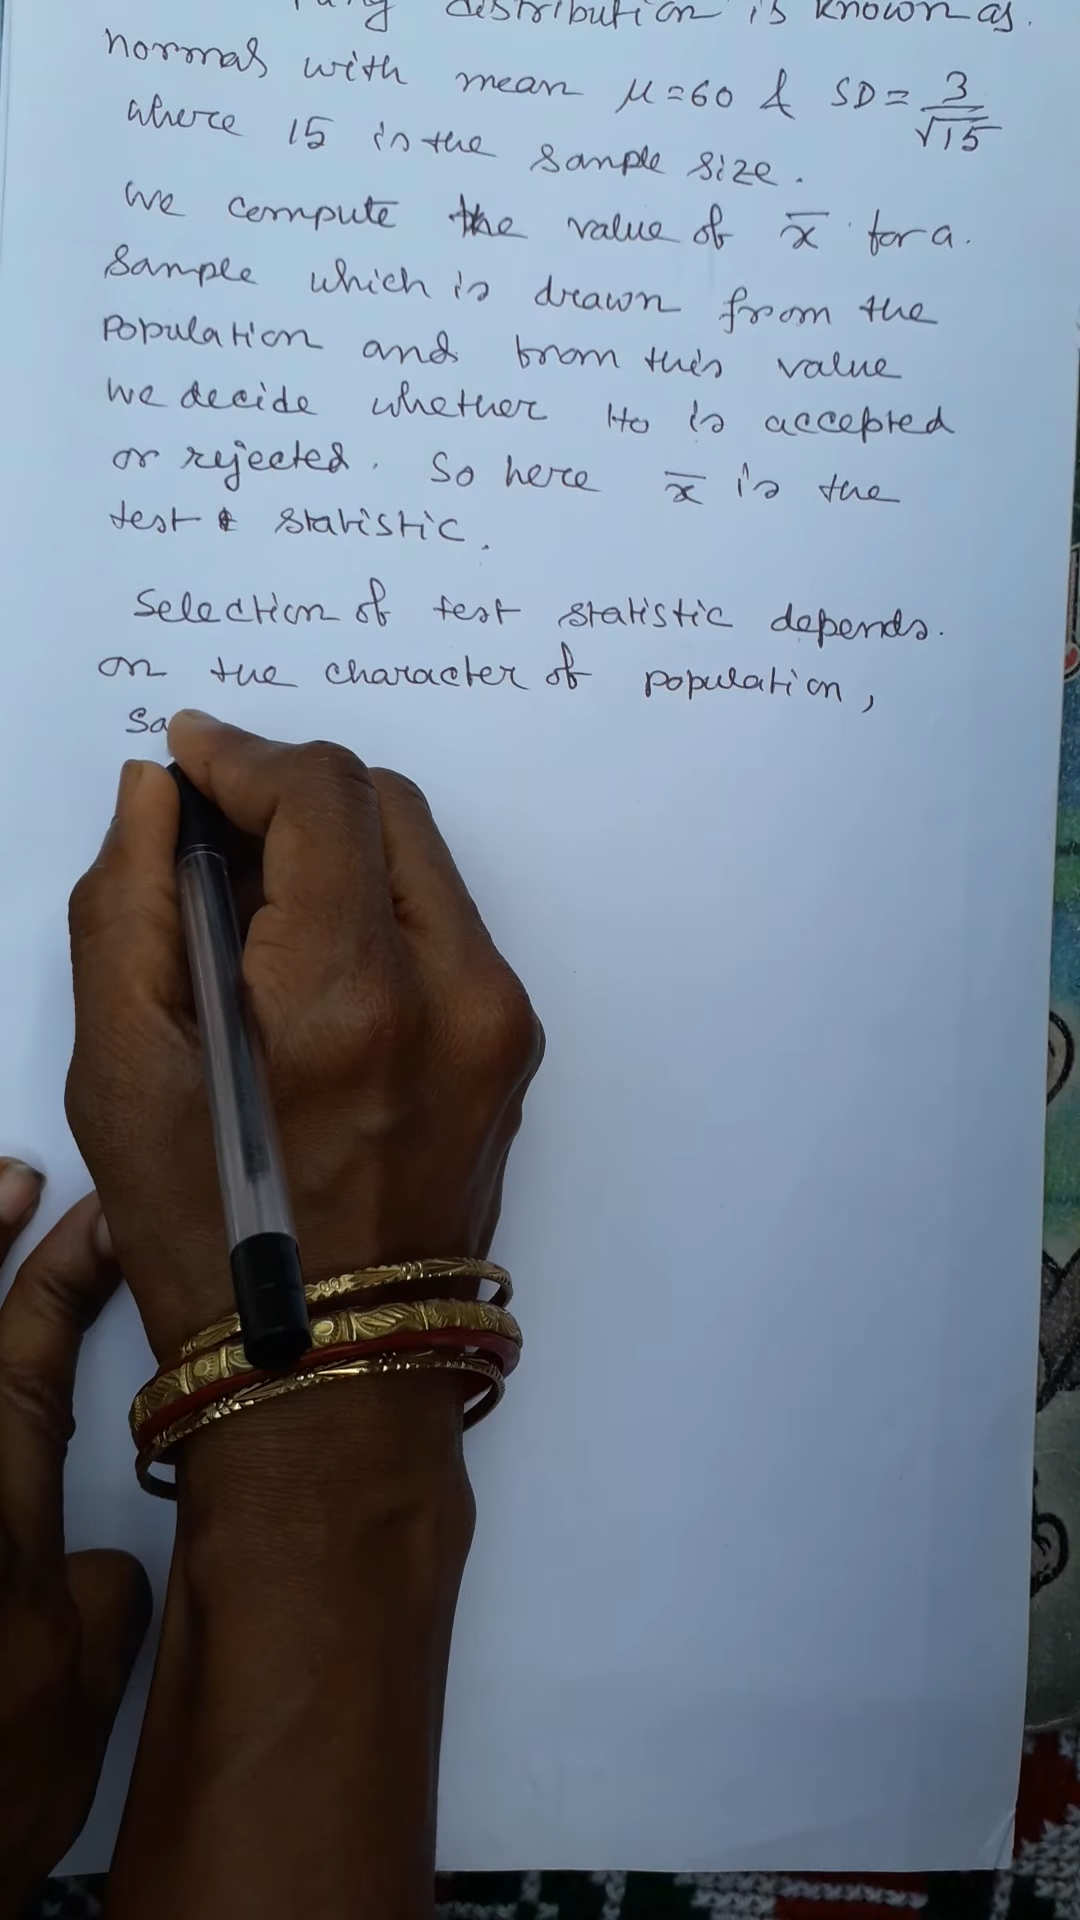 distribution is known as.
normal with mean μ=60 & SD= 3/√15
where 15 is the sample size.
we compute the value of x̄ for a.
sample which is drawn from the
population and from this value
we decide whether Ho is accepted
or rejected. So here x̄ is the
test statistic.
Selection of test statistic depends.
on the character of population,
sa